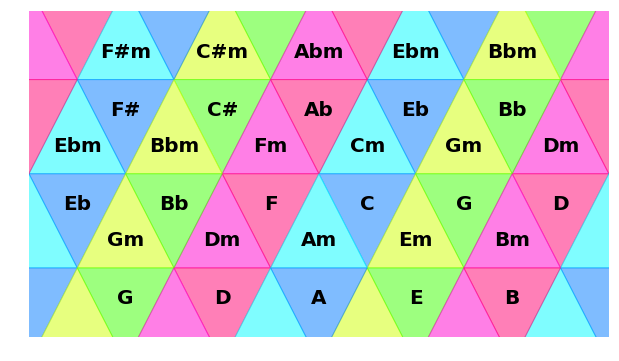 F#m C#m Abm Ebm Bbm
F# C# Ab Eb Bb
Ebm Bbm Fm Cm Gm Dm
Eb Bb F C G D
Gm Dm Am Em Bm
G D A E B